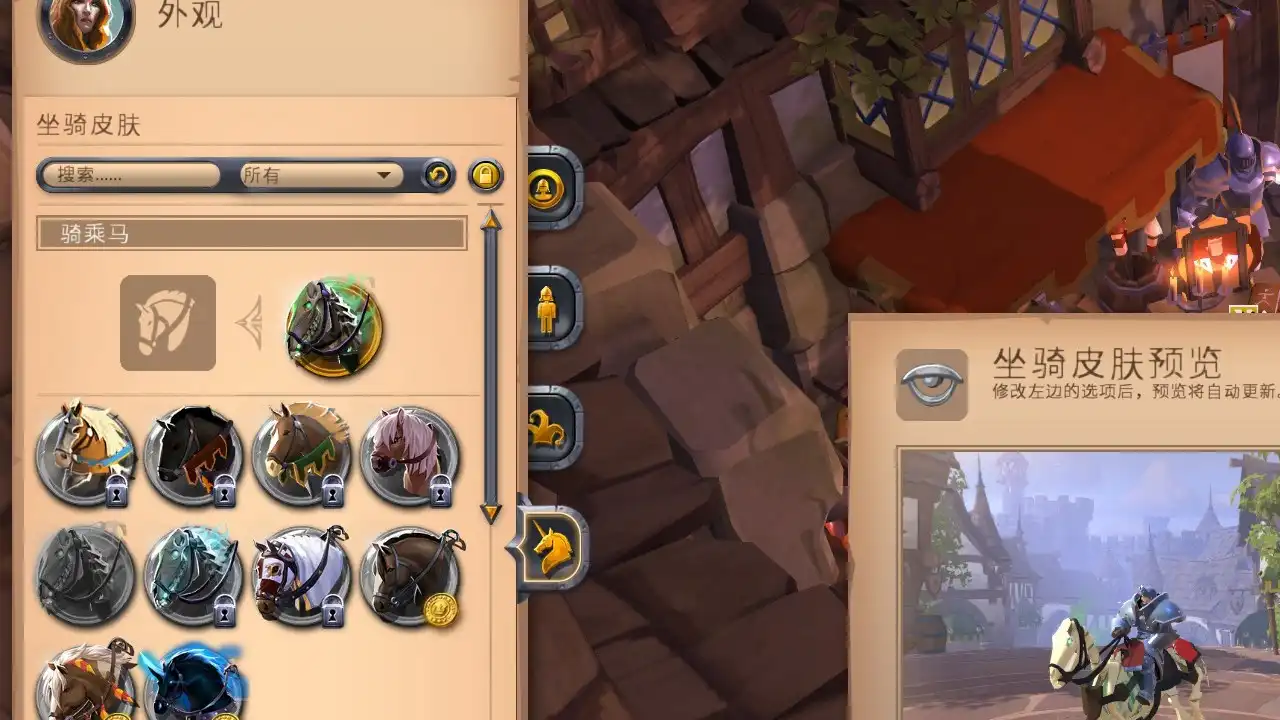 外观
坐骑皮肤
搜索......
所有
骑乘马
坐骑皮肤预览
修改左边的选项后，预览将自动更新。